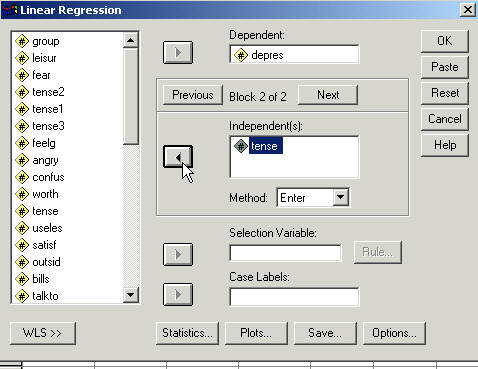 Linear Regression
group
leisur
fear
tense2
tense1
tense3
feelg
angry
confus
worth
tense
useles
satisf
outsid
bills
talkto
WLS >>
Dependent:
depres
Previous
Block 2 of 2
Next
Independent(s):
tense
Method:
Enter
Selection Variable:
Rule...
Case Labels:
Statistics...
Plots...
Save...
Options...
OK
Paste
Reset
Cancel
Help